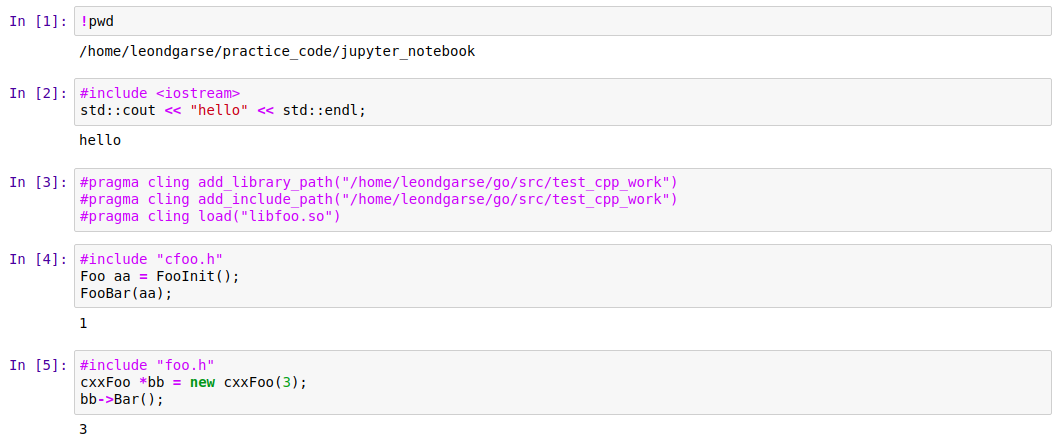 In [1]: !pwd
/home/leondgarse/practice_code/jupyter_notebook
In [2]: #include <iostream>
std::cout << "hello" << std::endl;
hello
In [3]: #pragma cling add_library_path("/home/leondgarse/go/src/test_cpp_work")
#pragma cling add_include_path("/home/leondgarse/go/src/test_cpp_work")
#pragma cling load("libfoo.so")
In [4]: #include "cfoo.h"
Foo aa = FooInit();
FooBar(aa);
1
In [5]: #include "foo.h"
cxxFoo *bb = new cxxFoo(3);
bb->Bar();
3